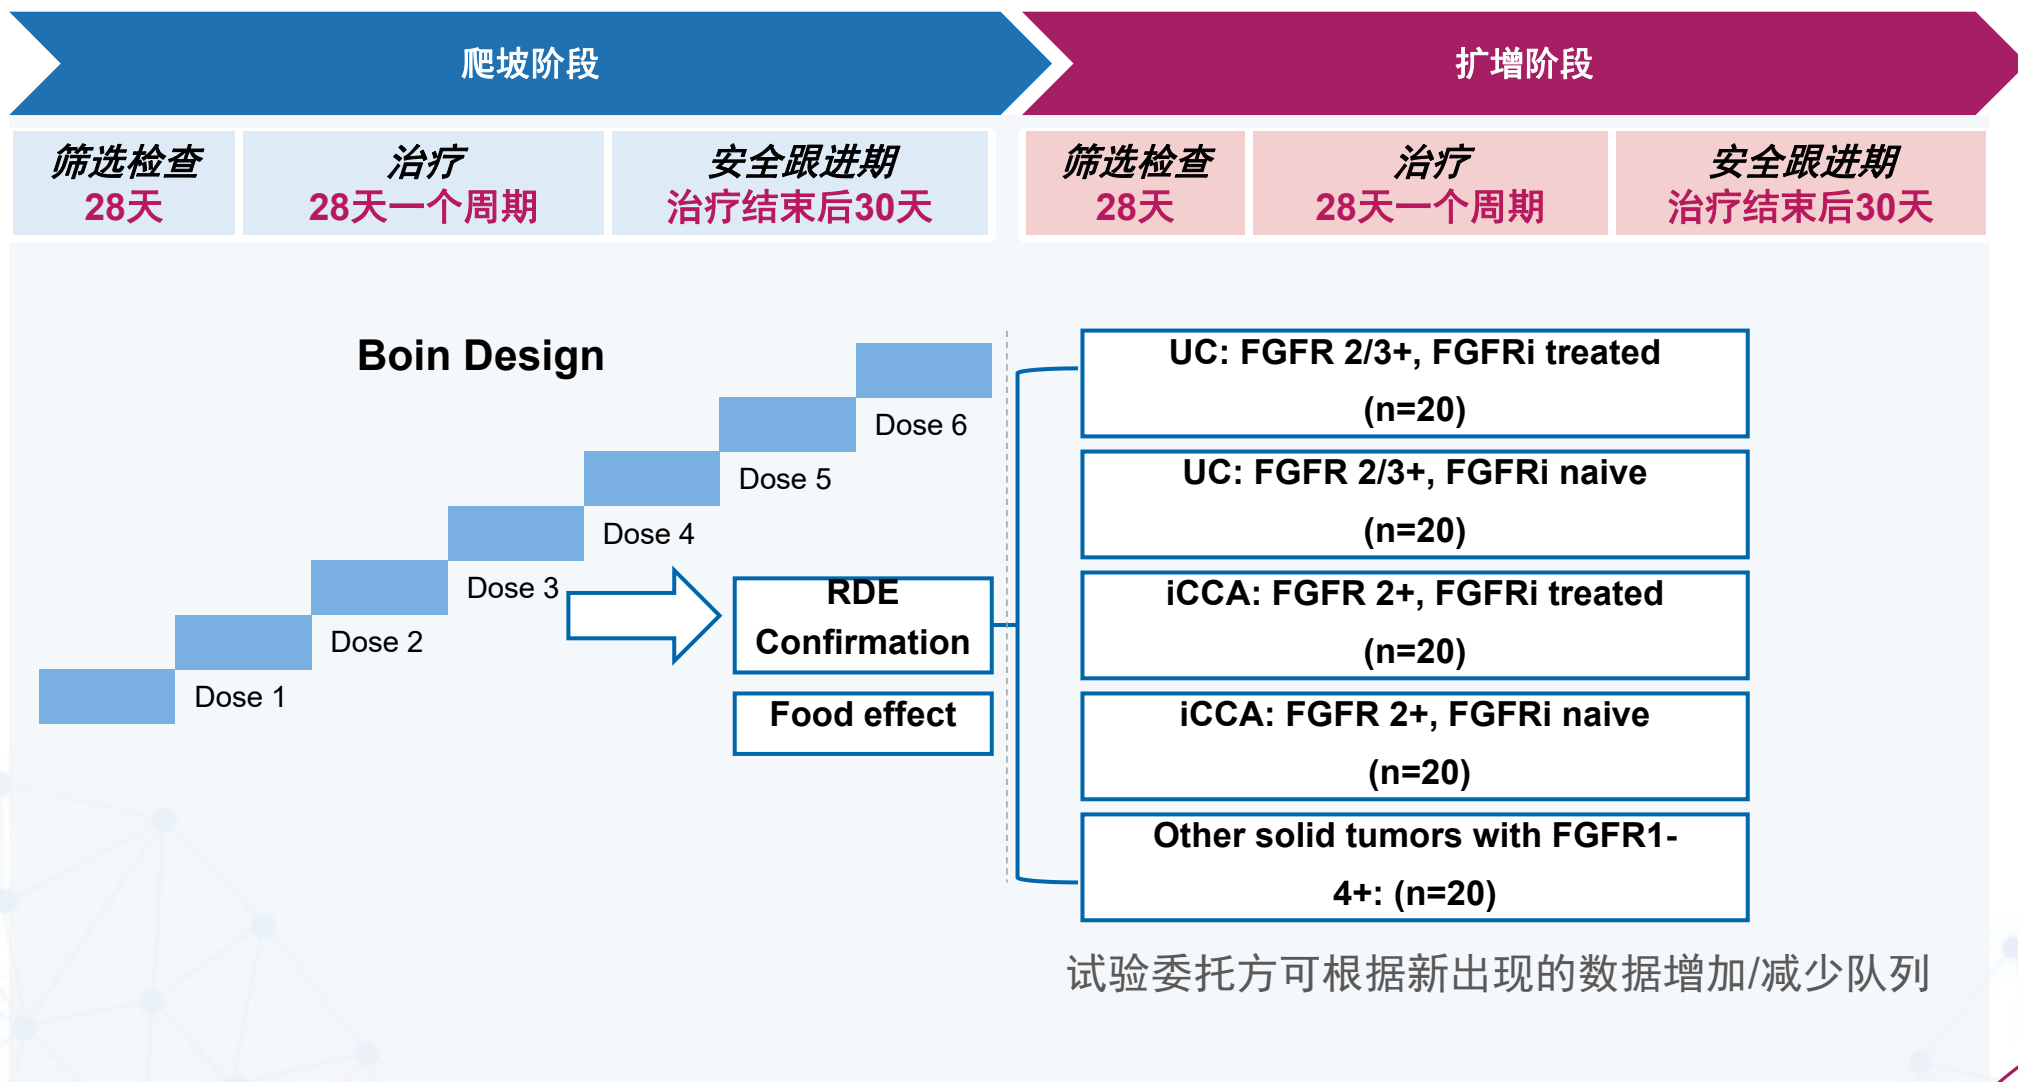 爬坡阶段
扩增阶段
筛选检查
28天
治疗
28天一个周期
安全跟进期
治疗结束后30天
筛选检查
28天
治疗
28天一个周期
安全跟进期
治疗结束后30天
Boin Design
Dose 6
Dose 5
Dose 4
Dose 3
Dose 2
Dose 1
RDE
Confirmation
Food effect
UC: FGFR 2/3+, FGFRi treated
(n=20)
UC: FGFR 2/3+, FGFRi naive
(n=20)
iCCA: FGFR 2+, FGFRi treated
(n=20)
iCCA: FGFR 2+, FGFRi naive
(n=20)
Other solid tumors with FGFR1-
4+: (n=20)
试验委托方可根据新出现的数据增加/减少队列